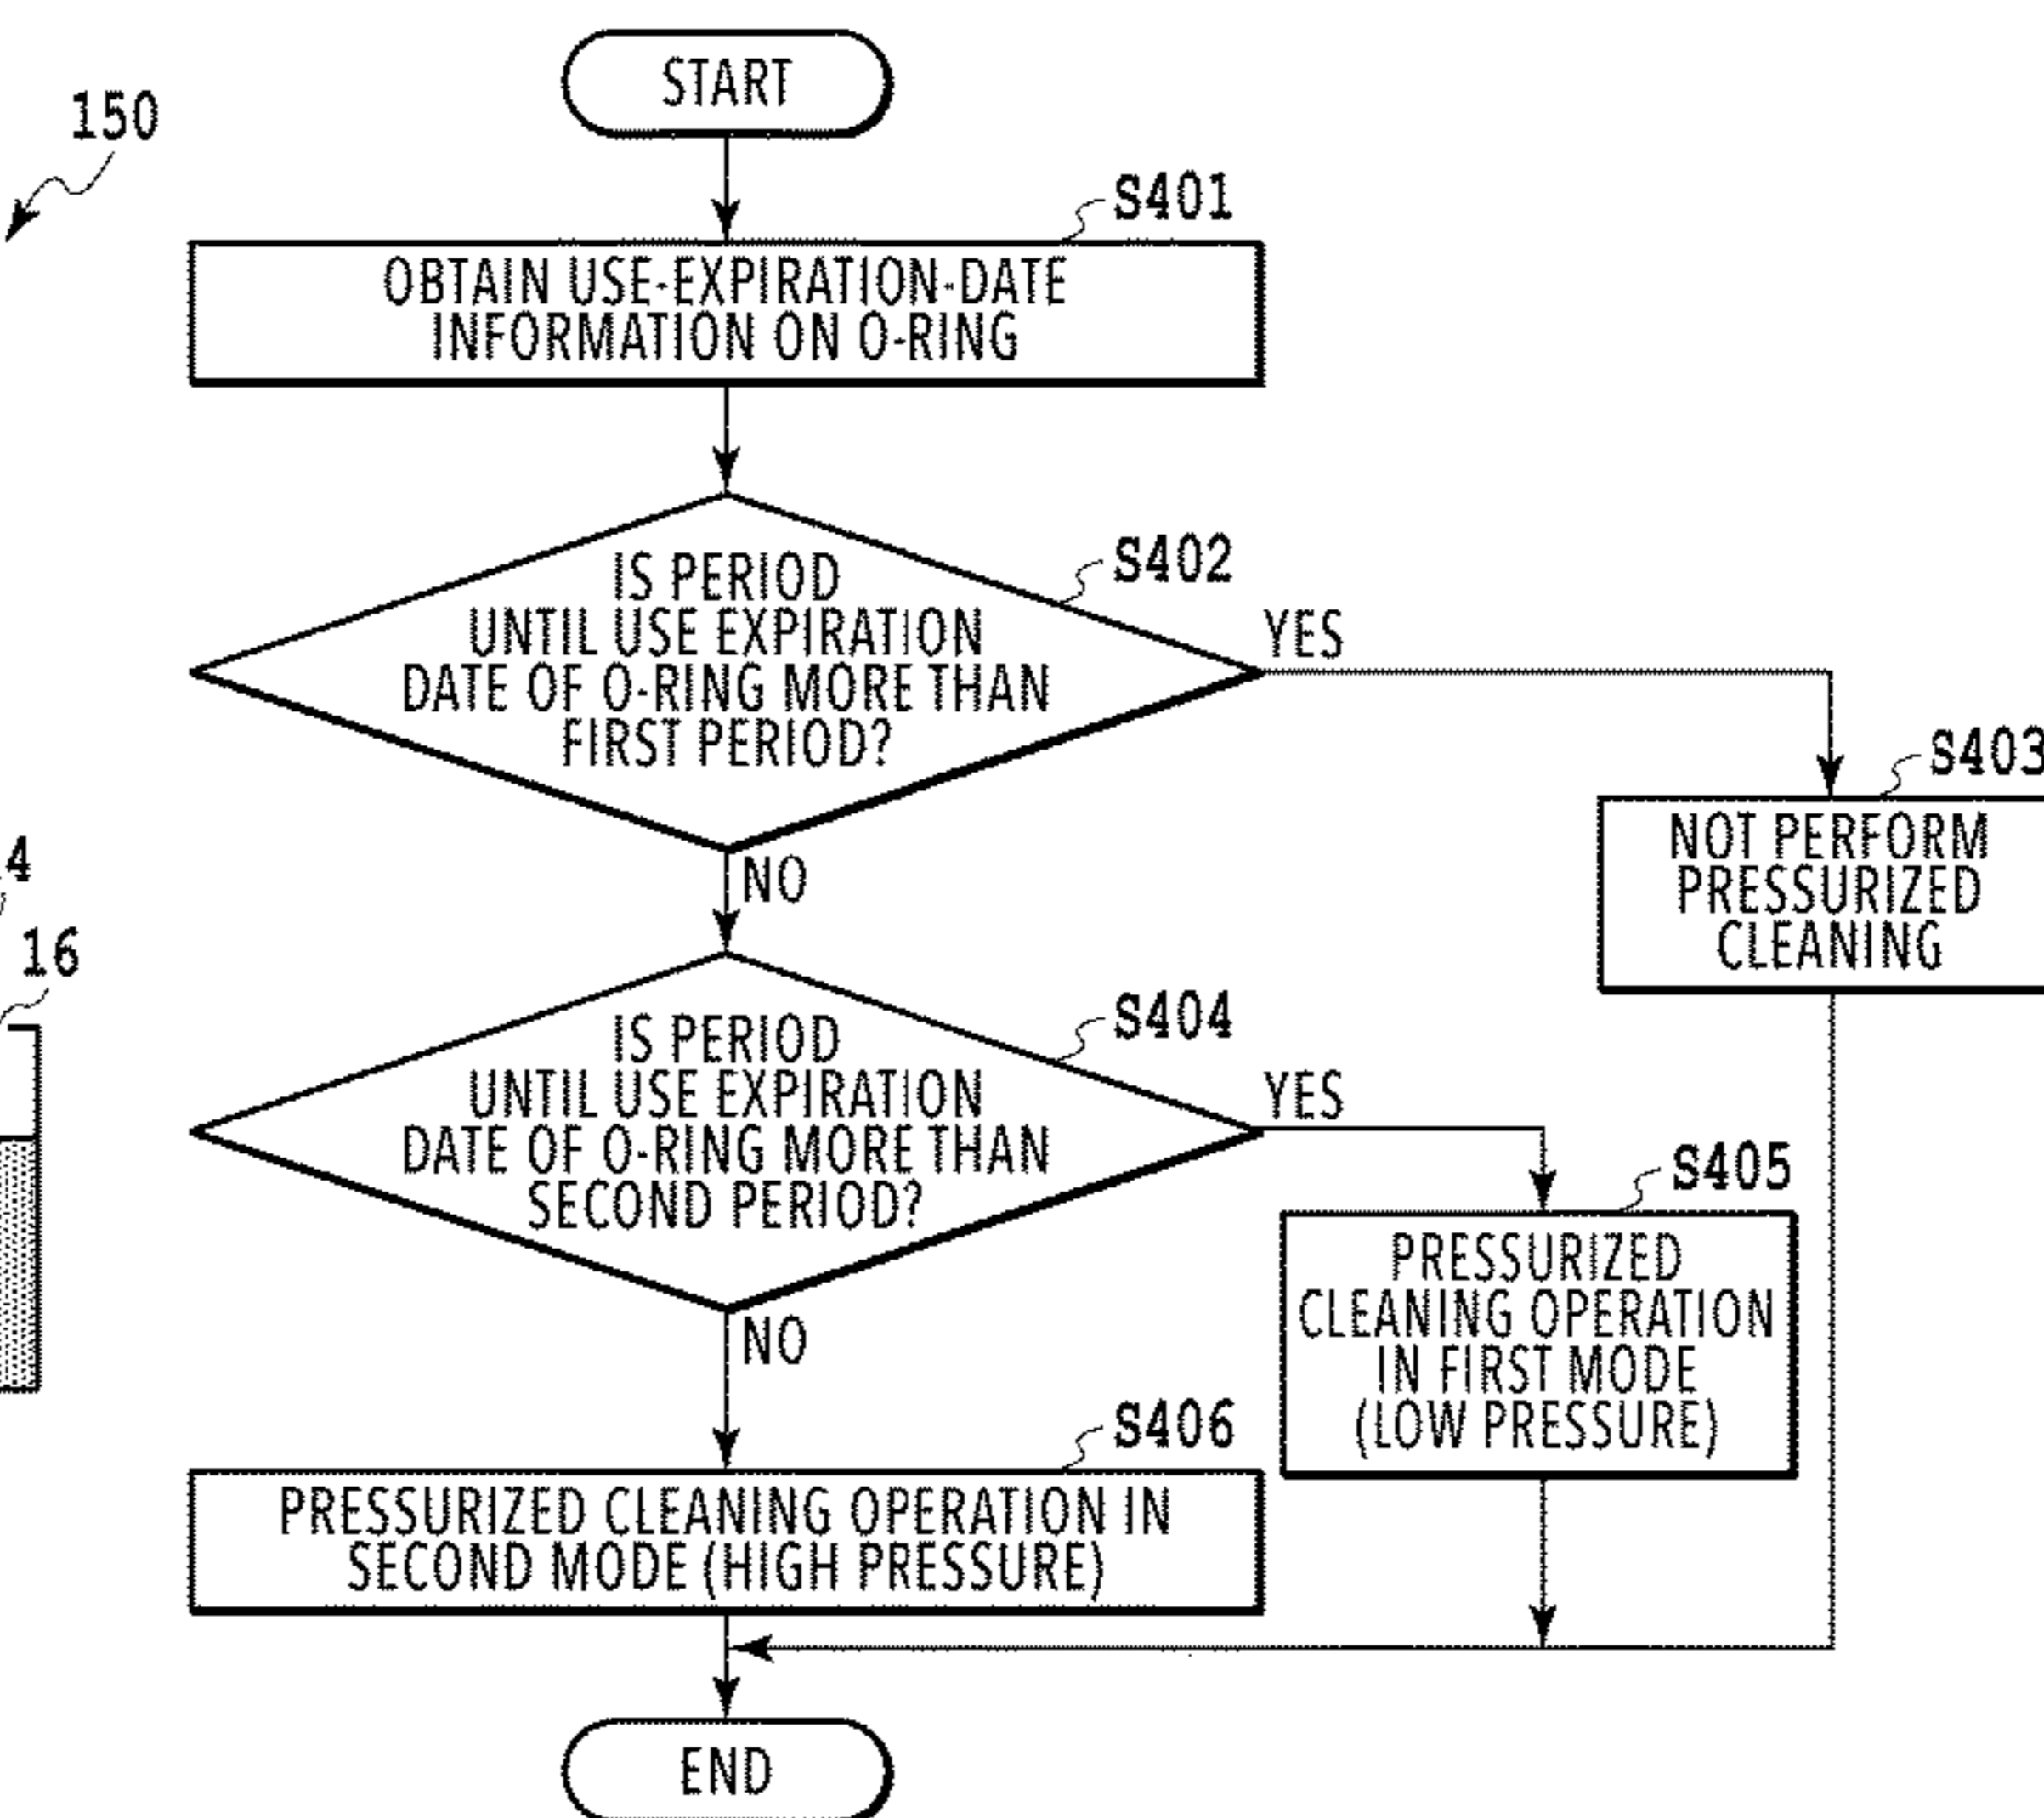 START
150
S401
OBTAIN USE-EXPIRATION-DATE
INFORMATION ON O-RING
S402
IS PERIOD
UNTIL USE EXPIRATION
DATE OF O-RING MORE THAN
FIRST PERIOD?
YES
S403
NOT PERFORM
PRESSURIZED
CLEANING
NO
4
16
S404
IS PERIOD
UNTIL USE EXPIRATION
DATE OF O-RING MORE THAN
SECOND PERIOD?
YES
S405
PRESSURIZED
CLEANING OPERATION
IN FIRST MODE
(LOW PRESSURE)
NO
S406
PRESSURIZED CLEANING OPERATION IN
SECOND MODE (HIGH PRESSURE)
END